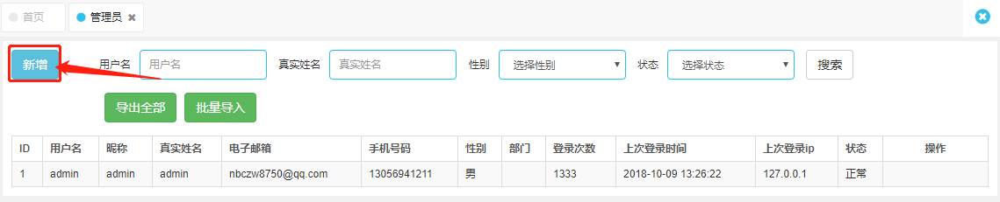 首页 管理员
新增 用户名 用户名 真实姓名 真实姓名 性别 选择性别 状态 选择状态 搜索
导出全部 批量导入
ID 用户名 昵称 真实姓名 电子邮箱 手机号码 性别 部门 登录次数 上次登录时间 上次登录ip 状态 操作
1 admin admin admin nbczw8750@qq.com 13056941211 男 1333 2018-10-09 13:26:22 127.0.0.1 正常